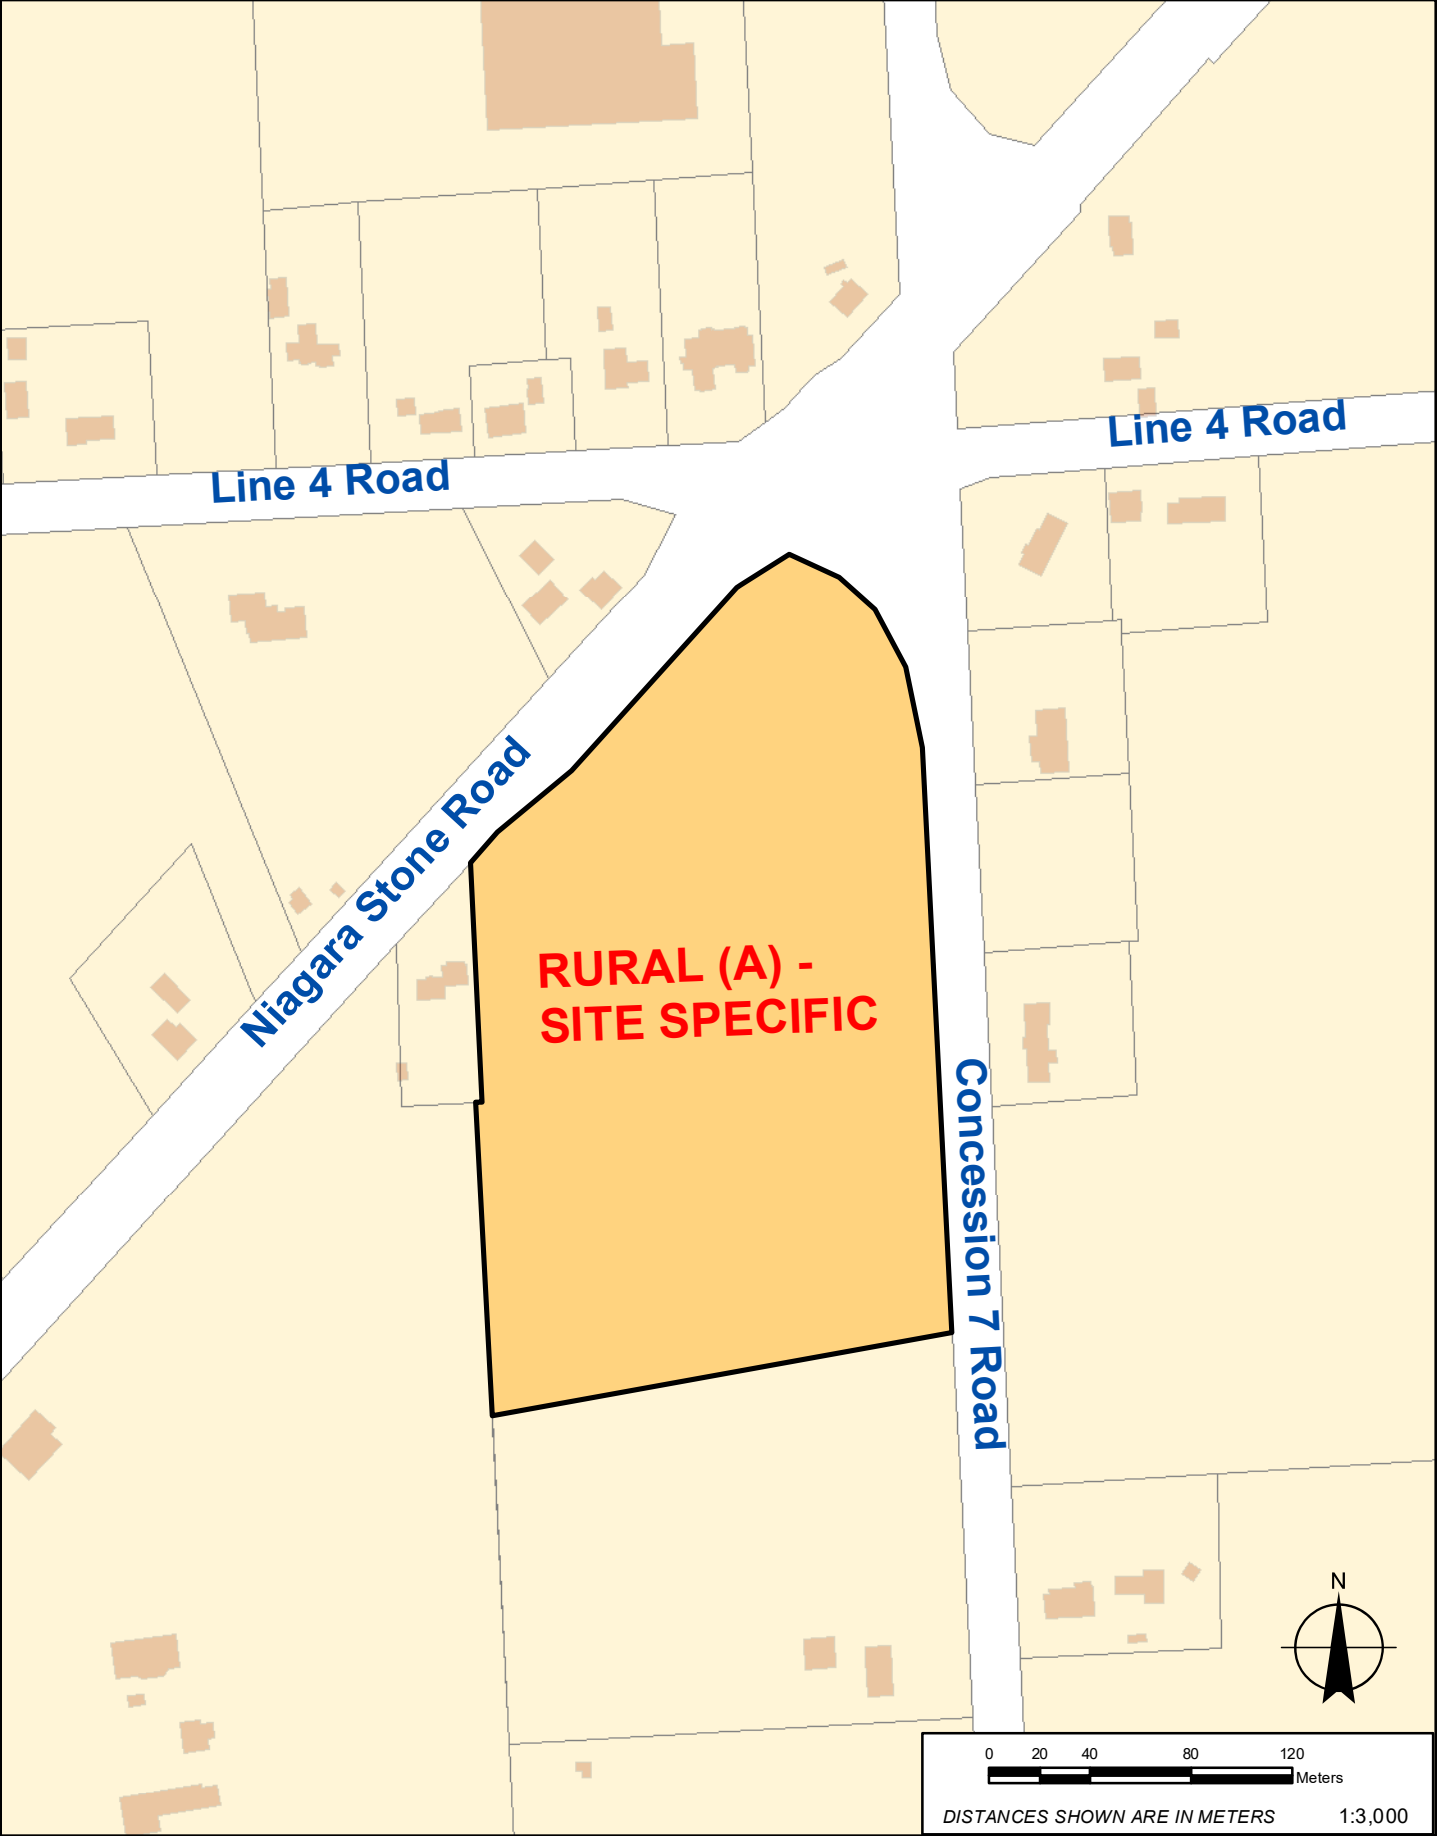 Line 4 Road
Line 4 Road
Niagara Stone Road
RURAL (A) -
SITE SPECIFIC
Concession 7 Road
N
0 20 40 80 120
Meters
DISTANCES SHOWN ARE IN METERS 1:3,000